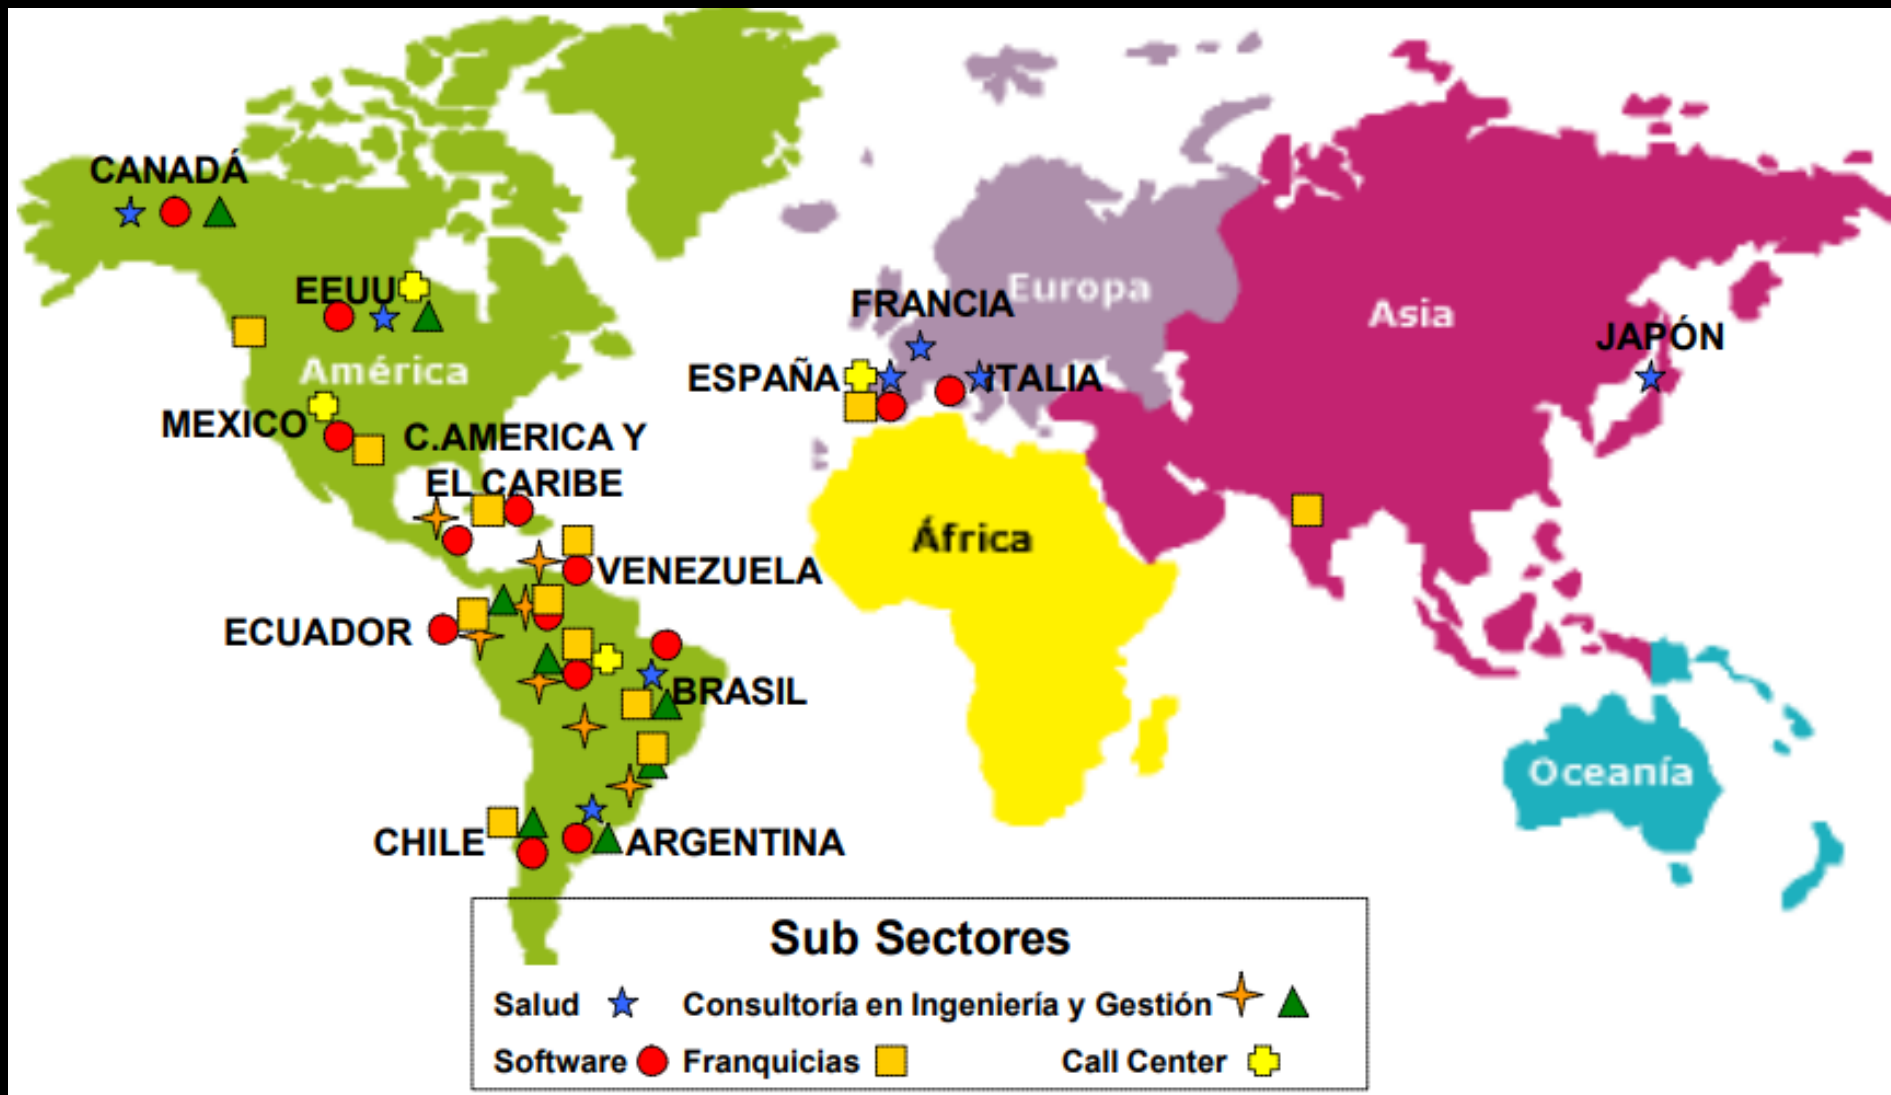 CANADÁ
EEUU
América
MEXICO
C.AMERICA Y
EL CARIBE
VENEZUELA
ECUADOR
BRASIL
CHILE
ARGENTINA
FRANCIA
Europa
ESPAÑA
ITALIA
Asia
JAPÓN
África
Oceanía
Sub Sectores
Salud
Consultoría en Ingeniería y Gestión
Software
Franquicias
Call Center